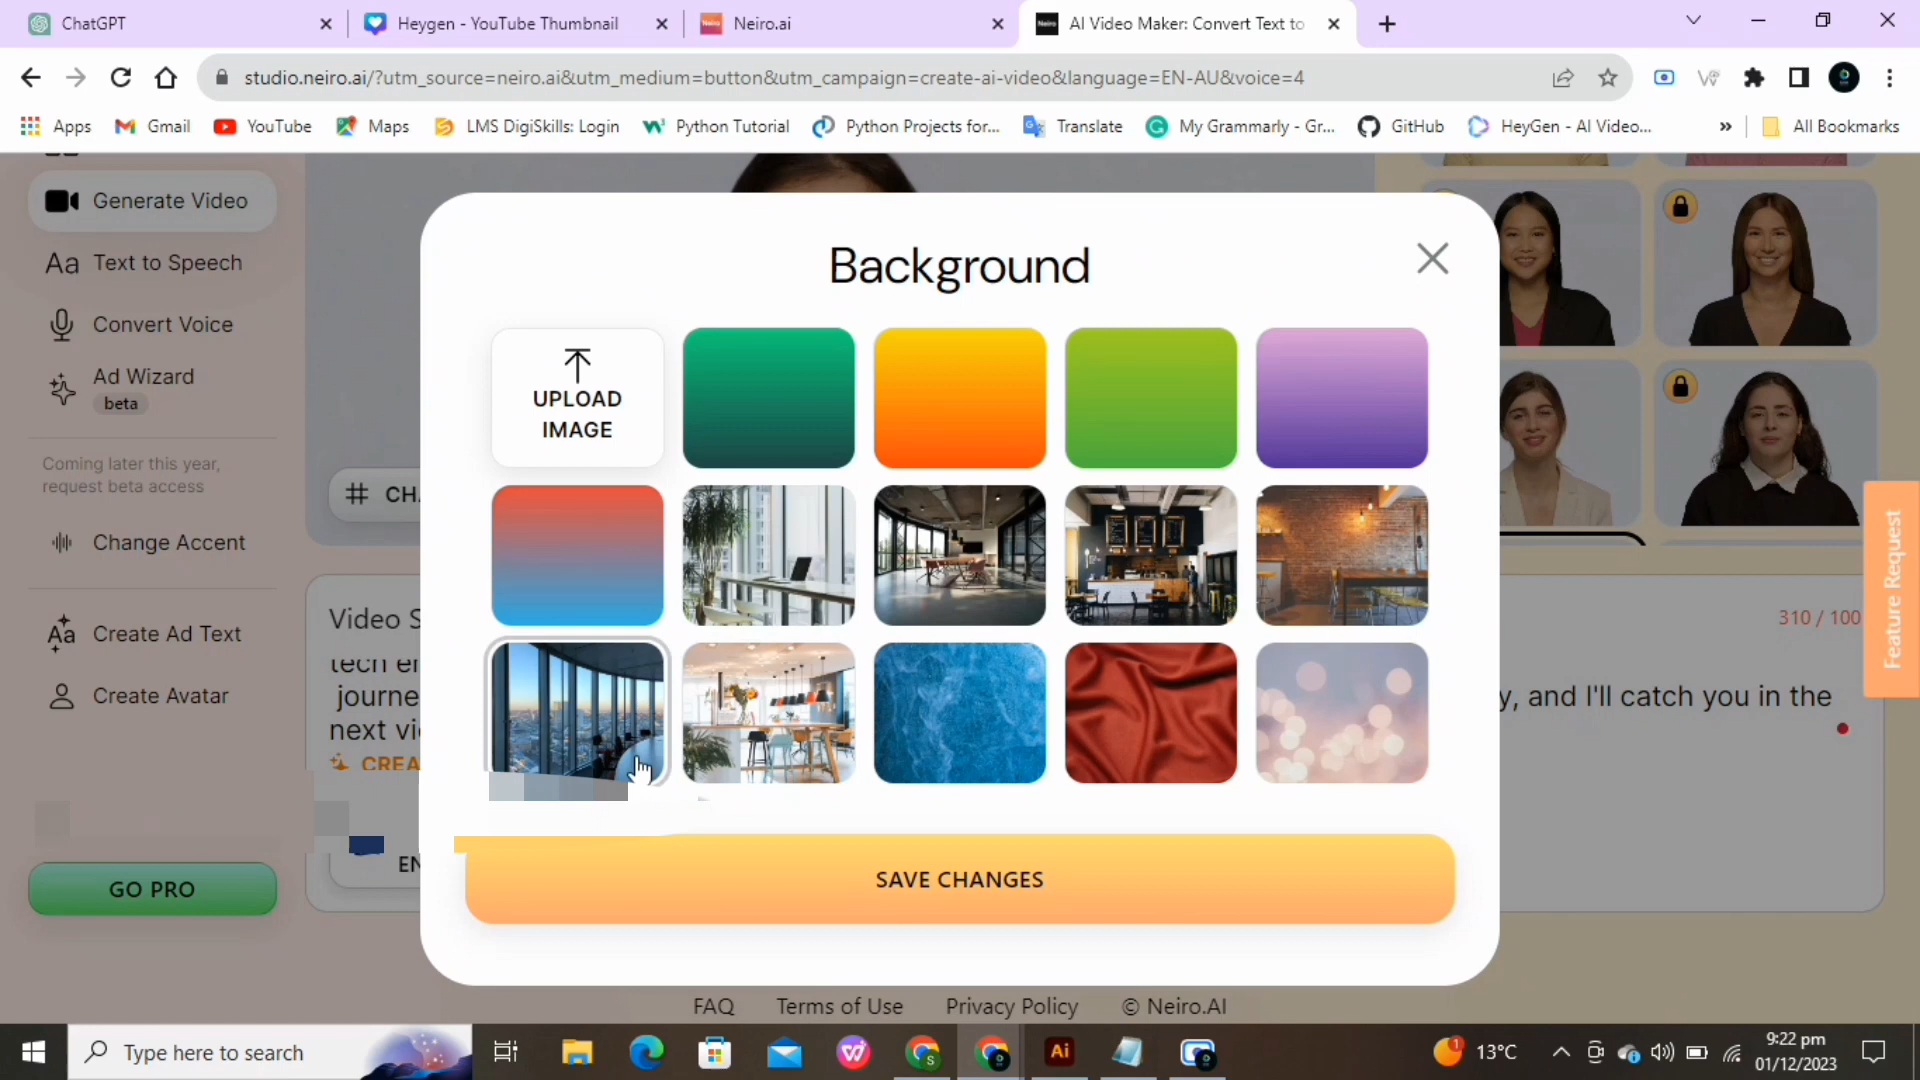 ChatGPT
Heygen - YouTube Thumbnail
Neiro.ai
AI Video Maker: Convert Text to
studio.neiro.ai/?utm_source=neiro.ai&utm_medium=button&utm_campaign=create-ai-video&language=EN-AU&voice=4
Apps
Gmail
YouTube
Maps
LMS DigiSkills: Login
Python Tutorial
Python Projects for...
Translate
My Grammarly - Gr...
GitHub
HeyGen - AI Video...
»
All Bookmarks
Generate Video
Aa Text to Speech
Convert Voice
Ad Wizard
beta
Coming later this year,
request beta access
Change Accent
Aa Create Ad Text
Create Avatar
GO PRO
# CH
Video S
tech en
journe
next vi
CREA
EN
Background
UPLOAD
IMAGE
SAVE CHANGES
310 / 100
y, and I'll catch you in the
Feature Request
FAQ
Terms of Use
Privacy Policy
© Neiro.AI
Type here to search
Ai
S
1
13°C
9:22 pm
01/12/2023